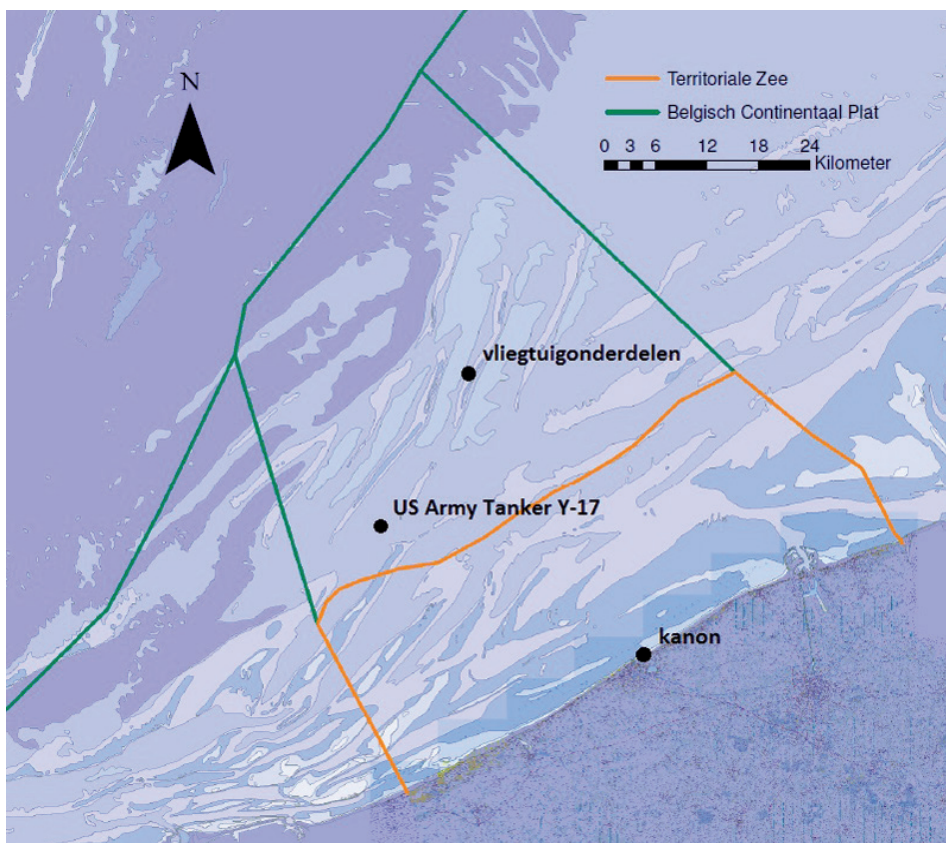 N
Territoriale Zee
Belgisch Continentaal Plat
0 3 6 12 18 24
Kilometer
vliegtuigonderdelen
US Army Tanker Y-17
kanon